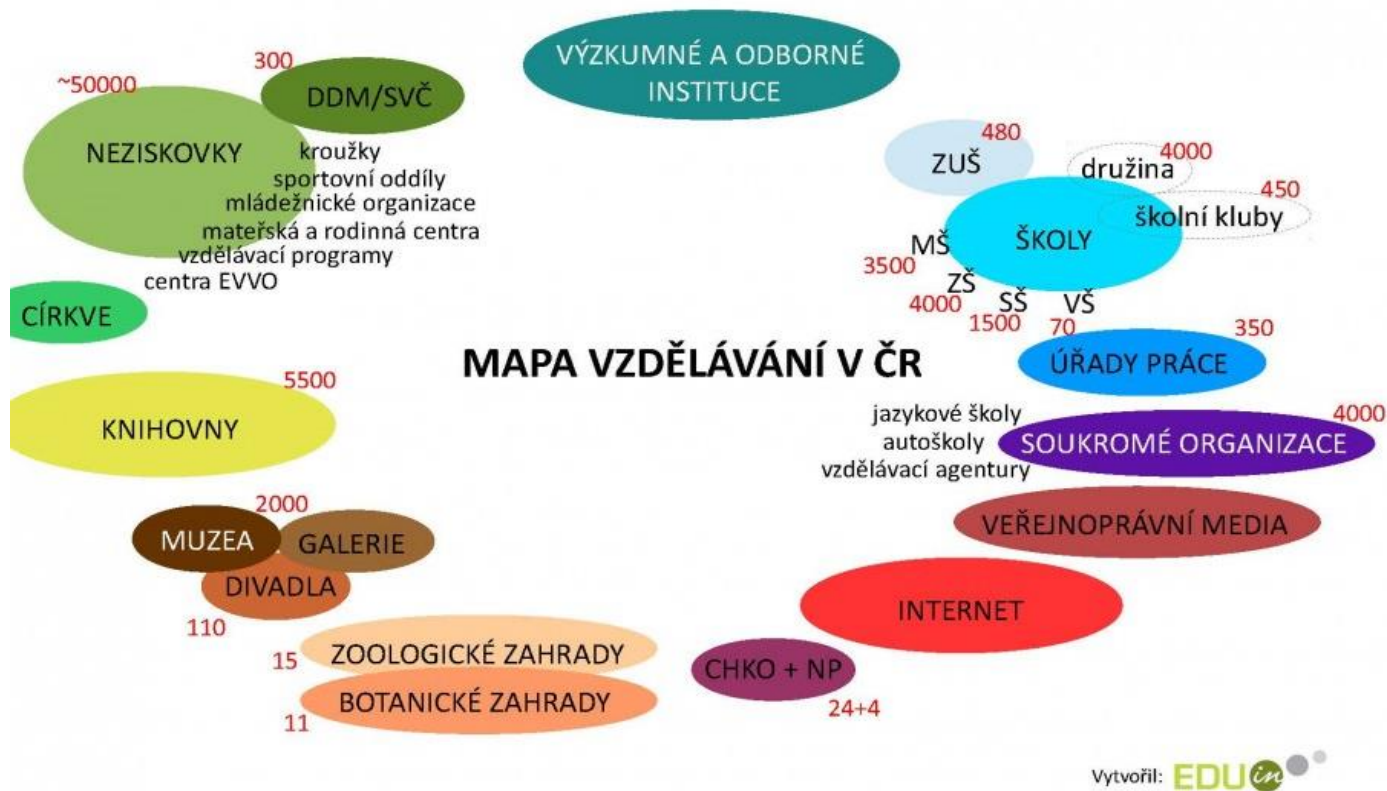 VÝZKUMNÉ A ODBORNÉ
INSTITUCE
~50000
300
DDM/SVČ
NEZISKOVKY
kroužky
sportovní oddíly
mládežnické organizace
mateřská a rodinná centra
vzdělávací programy
centra EVVO
480
ZUŠ
4000
družina
450
školní kluby
ŠKOLY
MŠ
3500
ZŠ
4000
SŠ
1500
VŠ
70
CÍRKVE
350
ÚŘADY PRÁCE
MAPA VZDĚLÁVÁNÍ V ČR
5500
KNIHOVNY
jazykové školy
autoškoly
vzdělávací agentury
4000
SOUKROMÉ ORGANIZACE
2000
MUZEA
GALERIE
DIVADLA
110
VEŘEJNOPRÁVNÍ MEDIA
INTERNET
15
ZOOLOGICKÉ ZAHRADY
11
BOTANICKÉ ZAHRADY
CHKO + NP
24+4
Vytvořil: EDUin